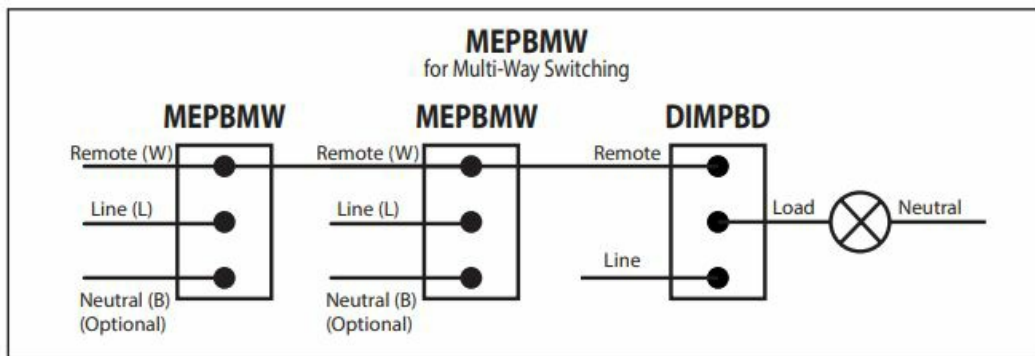 MEPBMW
for Multi-Way Switching
MEPBMW
MEPBMW
DIMPBD
Remote (W)
Remote (W)
Remote
Line (L)
Line (L)
Load
Neutral
Line
Neutral (B)
(Optional)
Neutral (B)
(Optional)